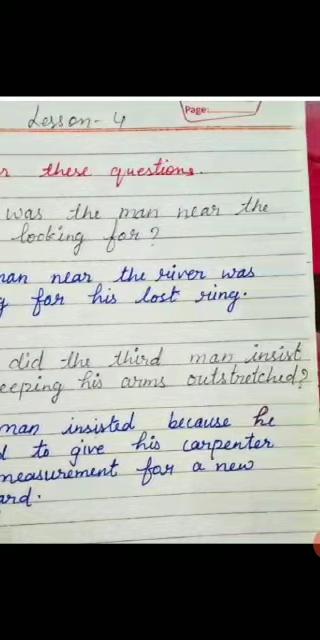 Lesson-4
Page:
these questions.
was the man near the
looking for?
man near the river was
for his lost ring.
did the third man insist
keeping his arms outstretched?
man insisted because he
to give his carpenter
measurement for a new